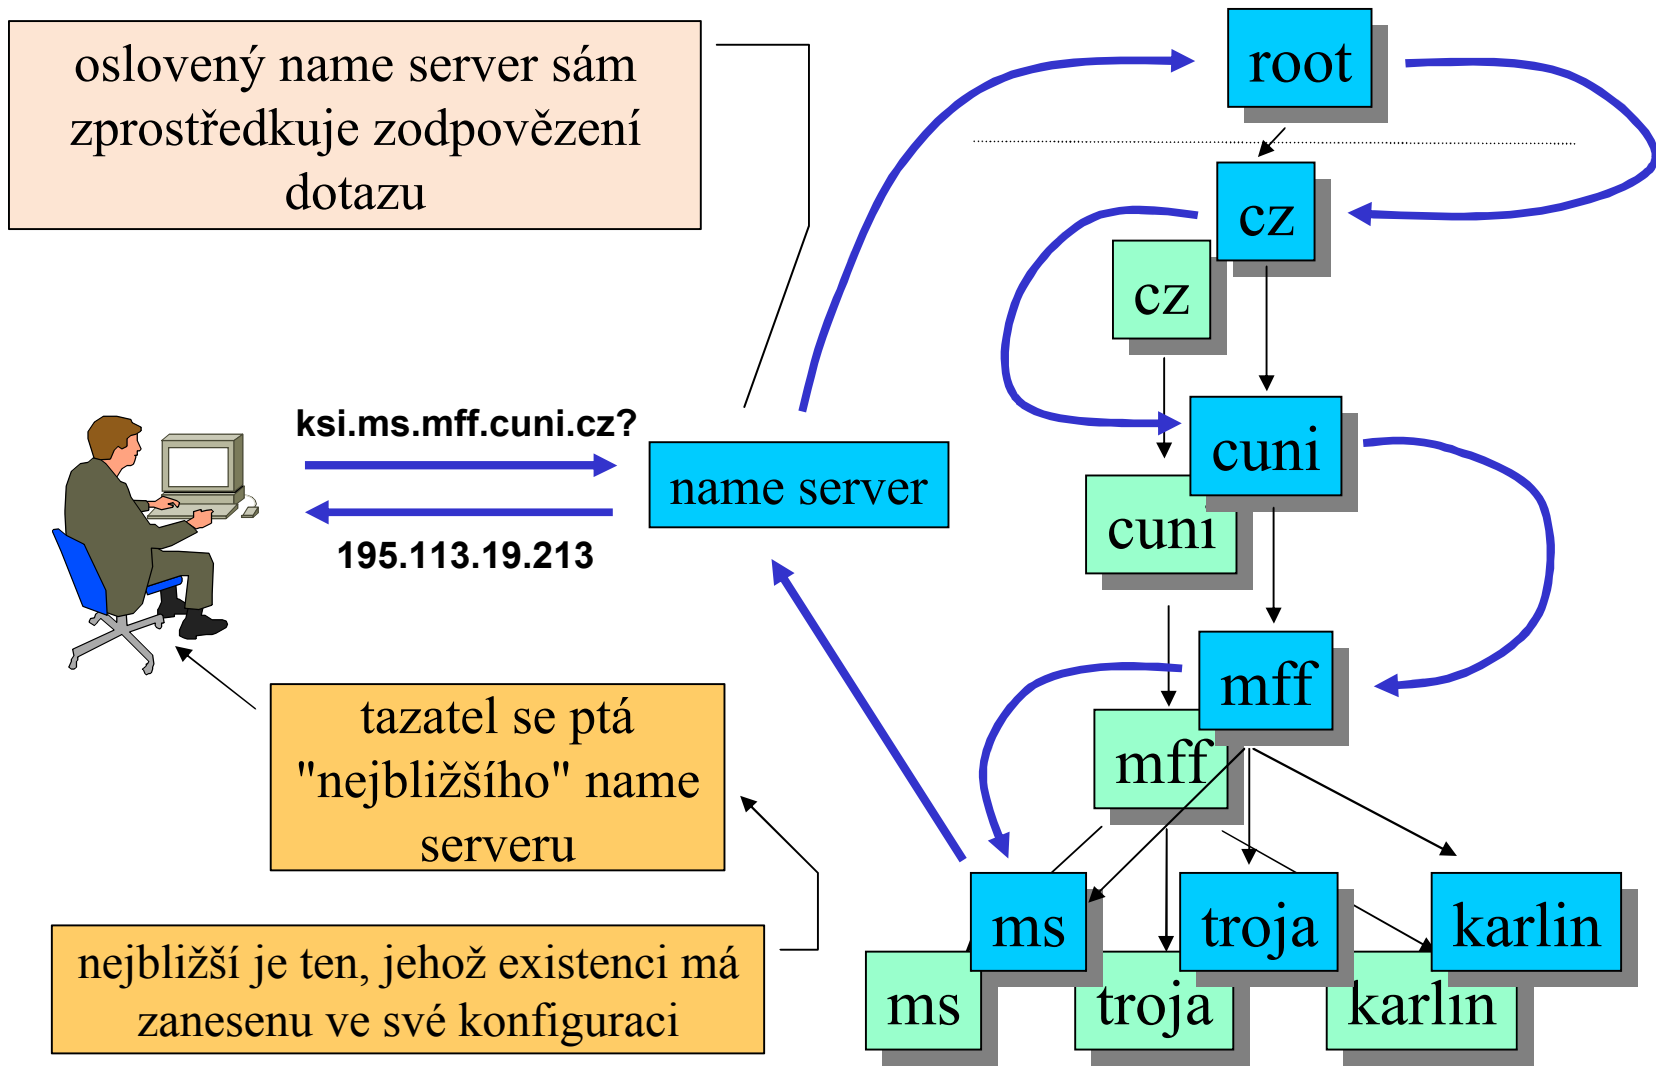 oslovený name server sám
zprostředkuje zodpovězení
dotazu
root
cz
cz
ksi.ms.mff.cuni.cz?
name server
195.113.19.213
cuni
cuni
mff
mff
tazatel se ptá
"nejbližšího" name
serveru
ms
troja
karlin
ms
troja
karlin
nejbližší je ten, jehož existenci má
zanesenu ve své konfiguraci